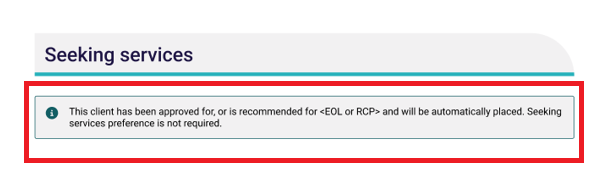 Seeking services
This client has been approved for, or is recommended for <EOL or RCP> and will be automatically placed. Seeking
services preference is not required.